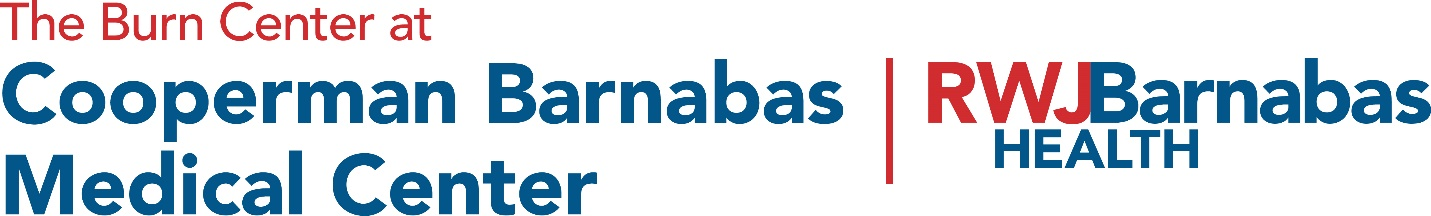 The Burn Center at
Cooperman Barnabas
Medical Center
RWJBarnabas
HEALTH